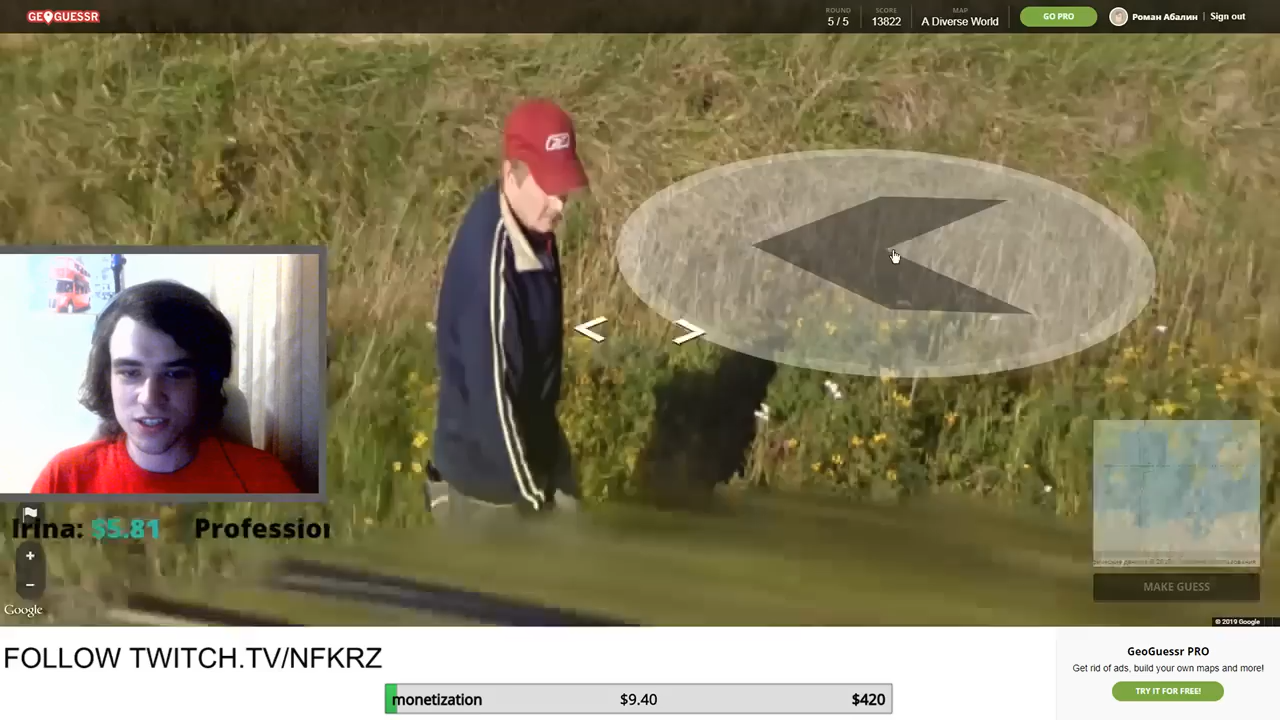 GEOGUESSR
ROUND
5 / 5
SCORE
13822
MAP
A Diverse World
GO PRO
Роман Абалин
Sign out
Irina: $5.81 Profession
Google
MAKE GUESS
© 2019 Google
FOLLOW TWITCH.TV/NFKRZ
monetization $9.40 $420
GeoGuessr PRO
Get rid of ads, build your own maps and more!
TRY IT FOR FREE!